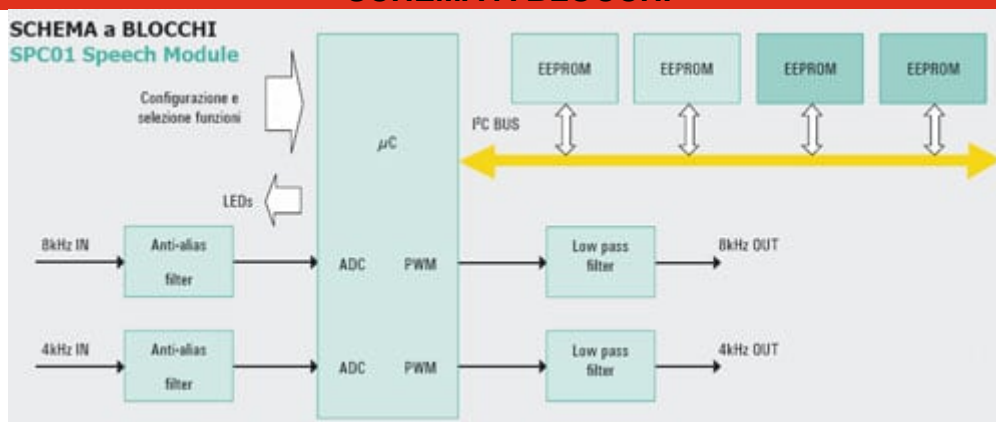 SCHEMA A BLOCCHI
SCHEMA a BLOCCHI
SPC01 Speech Module
Configurazione e
selezione funzioni
LEDs
µC
EEPROM
EEPROM
EEPROM
EEPROM
I²C BUS
8kHz IN
Anti-alias
filter
ADC
PWM
Low pass
filter
8kHz OUT
4kHz IN
Anti-alias
filter
ADC
PWM
Low pass
filter
4kHz OUT